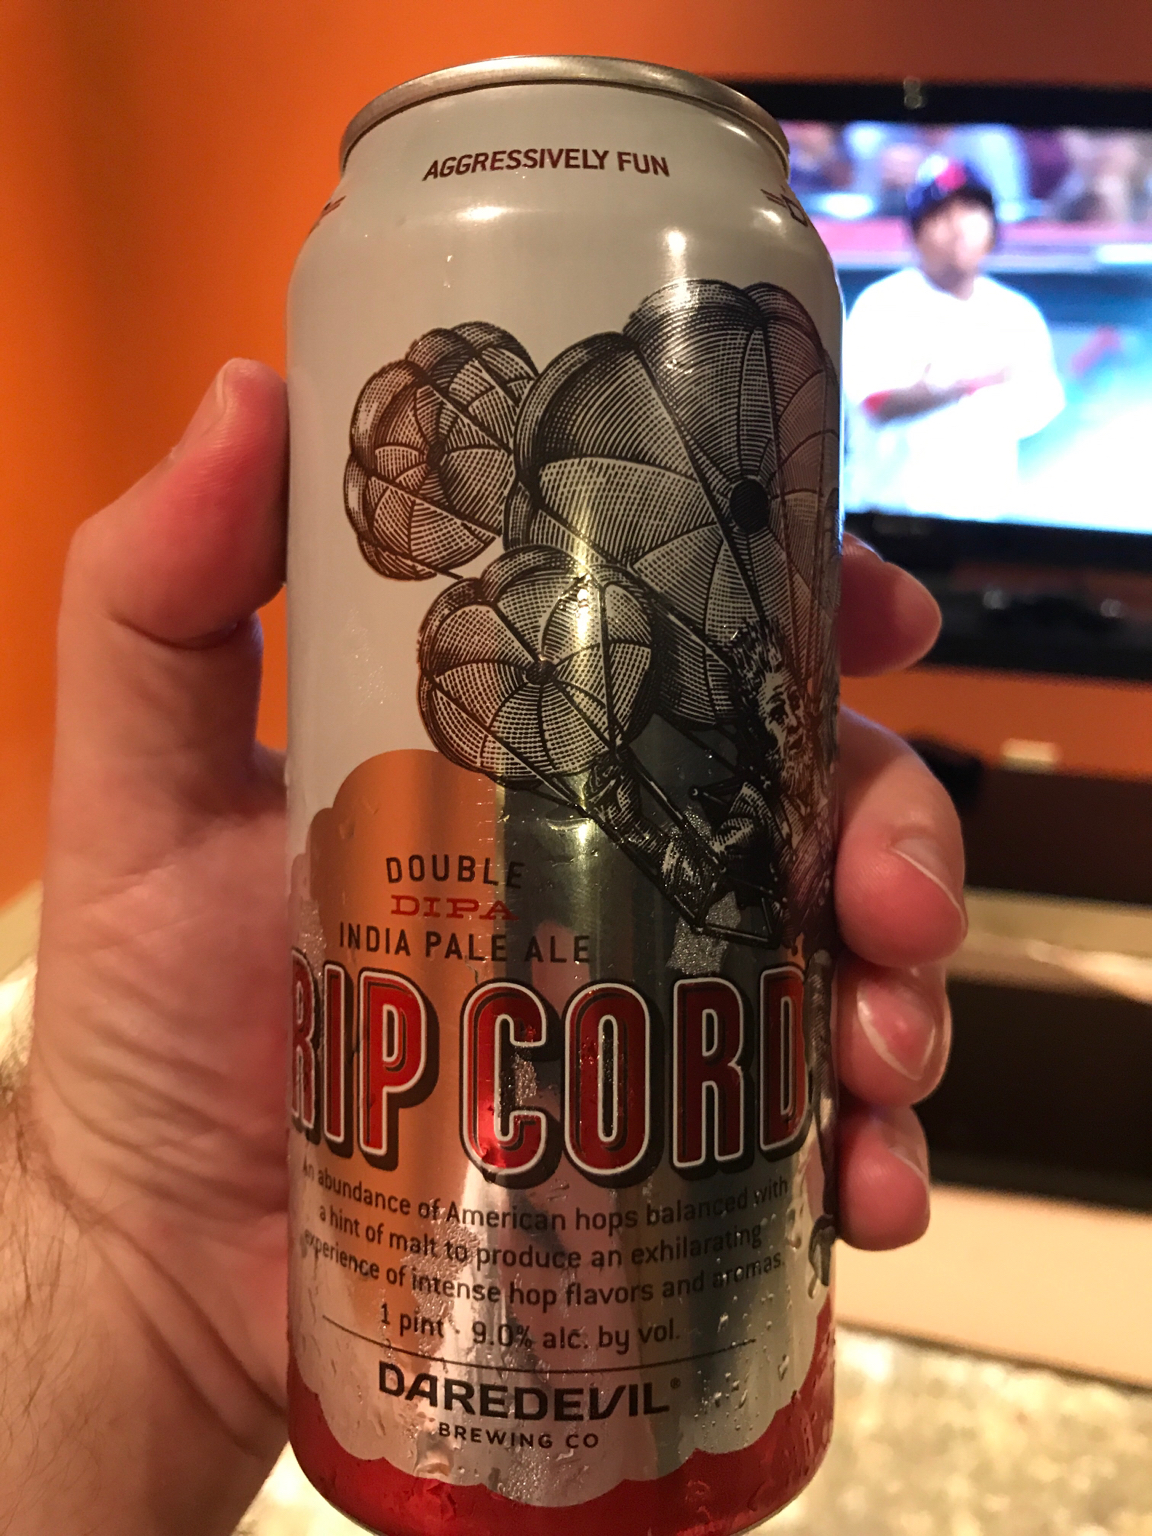 AGGRESSIVELY FUN
DOUBLE
DIPA
INDIA PALE ALE
RIP CORD
An abundance of American hops balanced with
a hint of malt to produce an exhilarating
experience of intense hop flavors and aromas.
1 pint · 9.0% alc. by vol.
DAREDEVIL®
BREWING CO